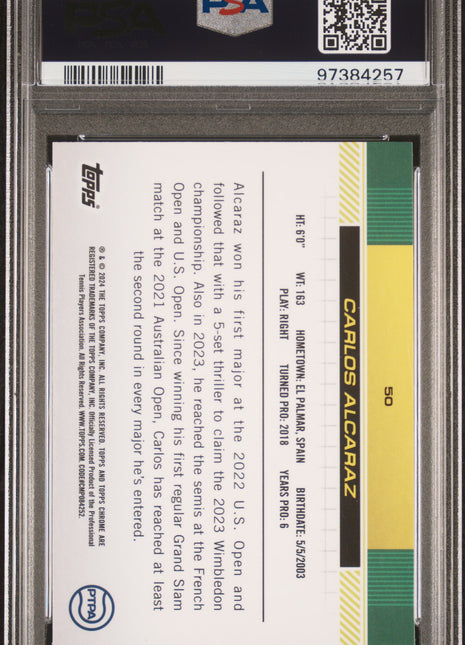 PSA
97384257
50
CARLOS ALCARAZ
HT: 6'0" WT: 163 HOMETOWN: EL PALMAR, SPAIN BIRTHDATE: 5/5/2003
PLAY: RIGHT TURNED PRO: 2018 YEARS PRO: 6
Alcaraz won his first major at the 2022 U.S. Open and
followed that with a 5-set thriller to claim the 2023 Wimbledon
championship. Also in 2023, he reached the semis at the French
Open and U.S. Open. Since winning his first regular Grand Slam
match at the 2021 Australian Open, Carlos has reached at least
the second round in every major he's entered.
topps®
® & © 2024 THE TOPPS COMPANY, INC. ALL RIGHTS RESERVED. TOPPS AND TOPPS CHROME ARE
REGISTERED TRADEMARKS OF THE TOPPS COMPANY, INC. Officially Licensed Product of the Professional
Tennis Players Association. All Rights Reserved. WWW.TOPPS.COM.
PTPA